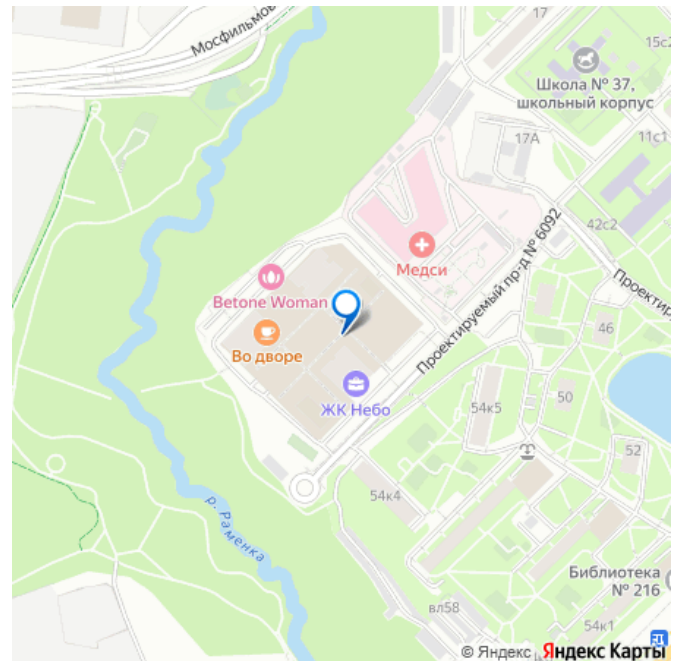 Мосфильмов
17
15с2
Школа № 37,
школьный корпус
17А
11с1
42с2
Медси
Проектируемый пр-д № 6092
Проектир
Betone Woman
Во дворе
ЖК Небо
46
50
54к5
52
54к4
р. Раменка
Библиотека
№ 216
вл58
54к1
© Яндекс Яндекс Карты